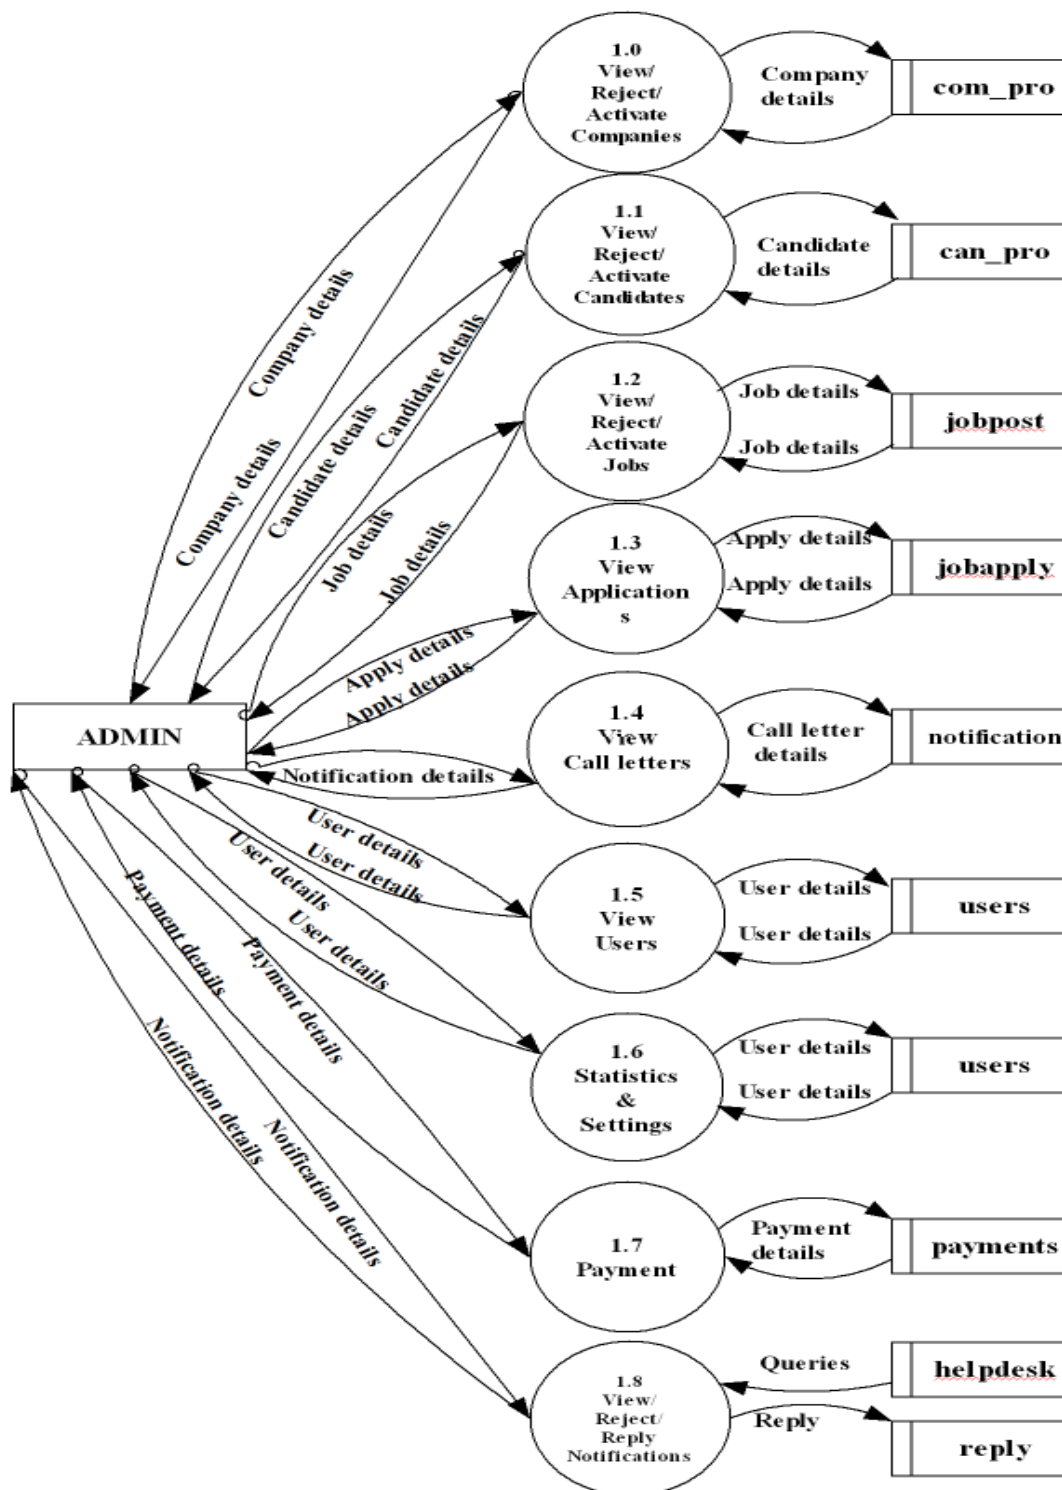 1.0
View/
Reject/
Activate
Companies
Company
details
com_pro
1.1
View/
Reject/
Activate
Candidates
Candidate
details
can_pro
Company details
Company details
Candidate details
Candidate details
1.2
View/
Reject/
Activate
Jobs
Job details
Job details
jobpost
Job details
Job details
1.3
View
Application
s
Apply details
Apply details
jobapply
Apply details
Apply details
ADMIN
1.4
View
Call letters
Call letter
details
notification
Notification details
User details
User details
1.5
View
Users
User details
User details
users
User details
User details
1.6
Statistics
&
Settings
User details
User details
users
Payment details
Payment details
1.7
Payment
Payment
details
payments
Notification details
Notification details
1.8
View/
Reject/
Reply
Notifications
Queries
helpdesk
Reply
reply